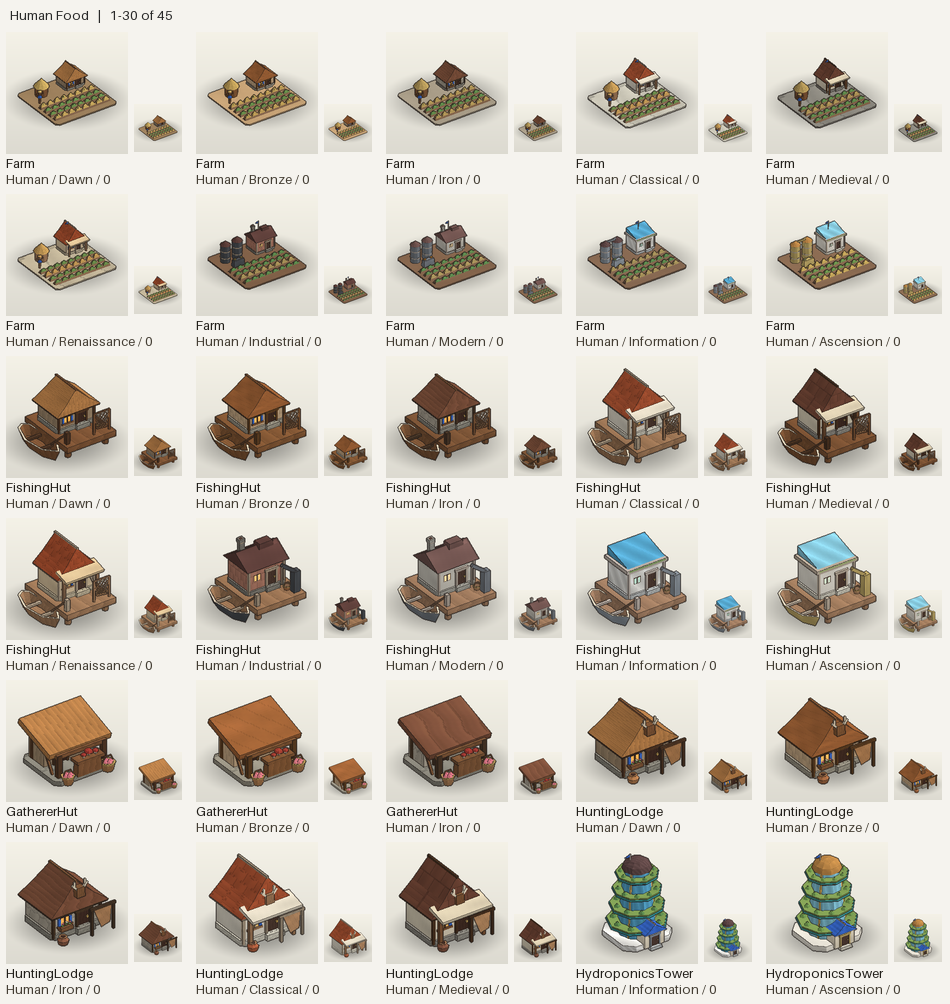 Human Food | 1-30 of 45
Farm
Human / Dawn / 0
Farm
Human / Bronze / 0
Farm
Human / Iron / 0
Farm
Human / Classical / 0
Farm
Human / Medieval / 0
Farm
Human / Renaissance / 0
Farm
Human / Industrial / 0
Farm
Human / Modern / 0
Farm
Human / Information / 0
Farm
Human / Ascension / 0
FishingHut
Human / Dawn / 0
FishingHut
Human / Bronze / 0
FishingHut
Human / Iron / 0
FishingHut
Human / Classical / 0
FishingHut
Human / Medieval / 0
FishingHut
Human / Renaissance / 0
FishingHut
Human / Industrial / 0
FishingHut
Human / Modern / 0
FishingHut
Human / Information / 0
FishingHut
Human / Ascension / 0
GathererHut
Human / Dawn / 0
GathererHut
Human / Bronze / 0
GathererHut
Human / Iron / 0
HuntingLodge
Human / Dawn / 0
HuntingLodge
Human / Bronze / 0
HuntingLodge
Human / Iron / 0
HuntingLodge
Human / Classical / 0
HuntingLodge
Human / Medieval / 0
HydroponicsTower
Human / Information / 0
HydroponicsTower
Human / Ascension / 0